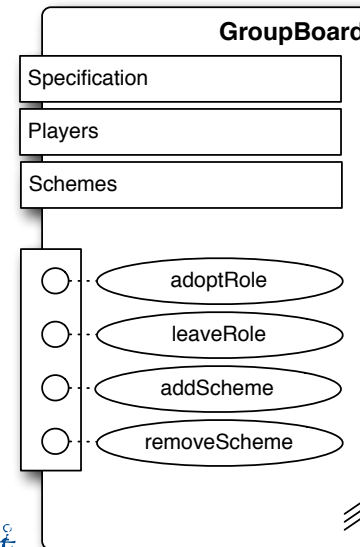 GroupBoard
Specification
Players
Schemes
adoptRole
leaveRole
addScheme
removeScheme